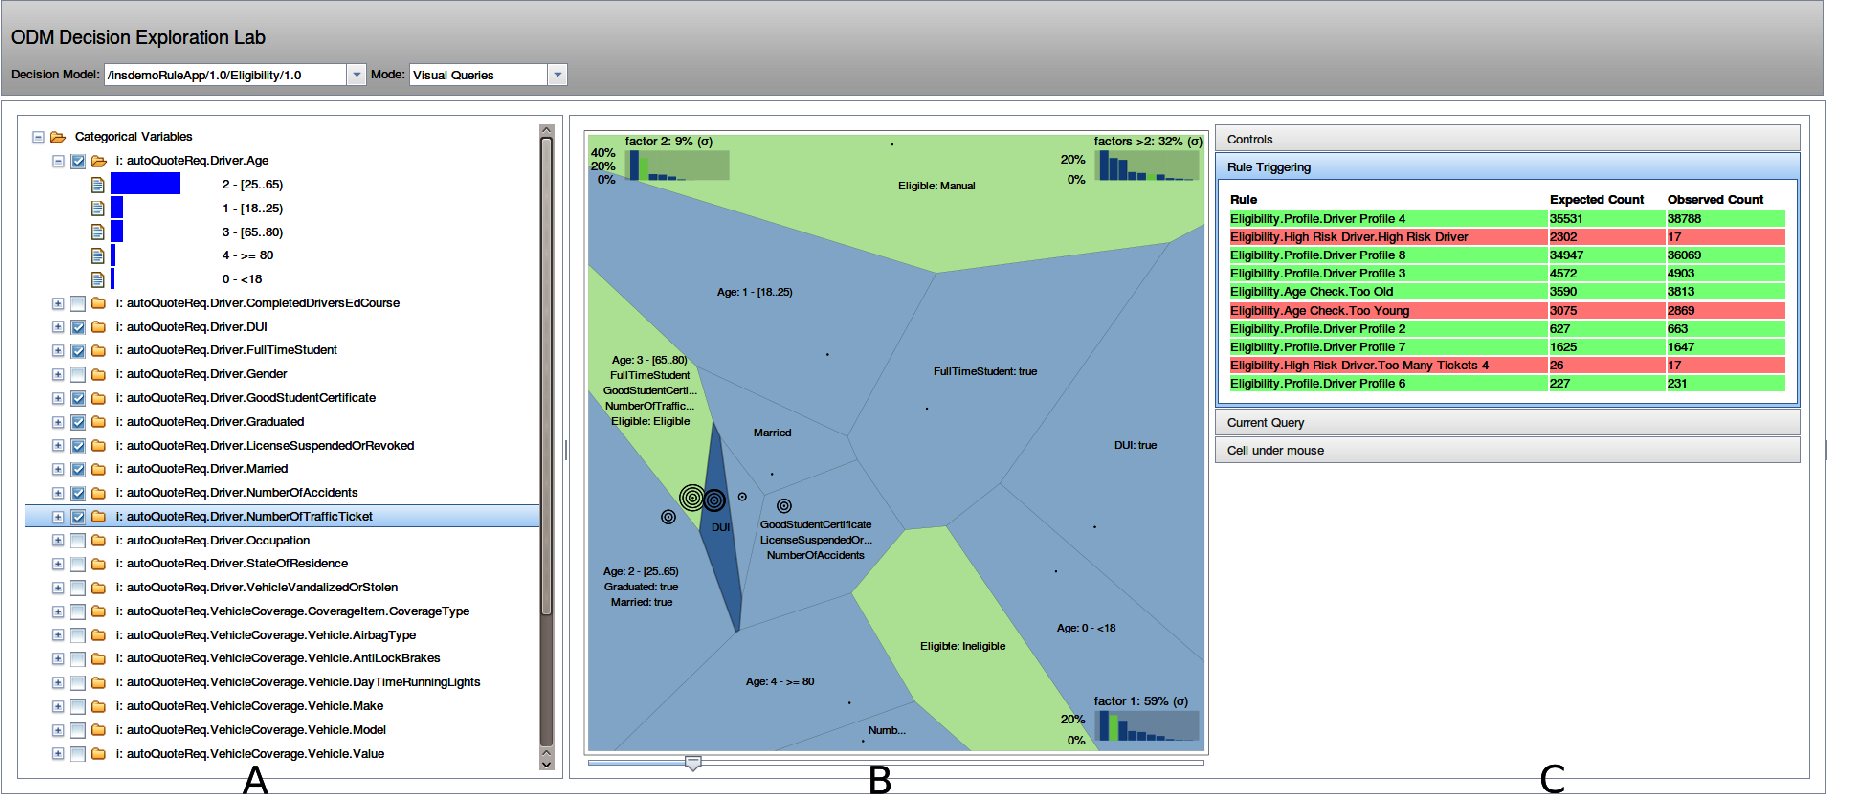 ODM Decision Exploration Lab
Decision Model: /insdemoRuleApp/1.0/Eligibility/1.0 Mode: Visual Queries
Categorical Variables
i: autoQuoteReq.Driver.Age
2 - [25..65)
1 - [18..25)
3 - [65..80)
4 - >= 80
0 - <18
i: autoQuoteReq.Driver.CompletedDriversEdCourse
i: autoQuoteReq.Driver.DUI
i: autoQuoteReq.Driver.FullTimeStudent
i: autoQuoteReq.Driver.Gender
i: autoQuoteReq.Driver.GoodStudentCertificate
i: autoQuoteReq.Driver.Graduated
i: autoQuoteReq.Driver.LicenseSuspendedOrRevoked
i: autoQuoteReq.Driver.Married
i: autoQuoteReq.Driver.NumberOfAccidents
i: autoQuoteReq.Driver.NumberOfTrafficTicket
i: autoQuoteReq.Driver.Occupation
i: autoQuoteReq.Driver.StateOfResidence
i: autoQuoteReq.Driver.VehicleVandalizedOrStolen
i: autoQuoteReq.VehicleCoverage.CoverageItem.CoverageType
i: autoQuoteReq.VehicleCoverage.Vehicle.AirbagType
i: autoQuoteReq.VehicleCoverage.Vehicle.AntiLockBrakes
i: autoQuoteReq.VehicleCoverage.Vehicle.DayTimeRunningLights
i: autoQuoteReq.VehicleCoverage.Vehicle.Make
i: autoQuoteReq.VehicleCoverage.Vehicle.Model
i: autoQuoteReq.VehicleCoverage.Vehicle.Value
A
factor 2: 9% (σ)
40%
20%
0%
factors >2: 32% (σ)
20%
0%
Eligible: Manual
Age: 1 - [18..25)
Age: 3 - [65..80)
FullTimeStudent
GoodStudentCerti...
NumberOfTraffic...
Eligible: Eligible
FullTimeStudent: true
Married
DUI: true
DUI
GoodStudentCertificate
LicenseSuspendedOr...
NumberOfAccidents
Age: 2 - [25..65)
Graduated: true
Married: true
Age: 0 - <18
Eligible: Ineligible
Age: 4 - >= 80
Numb...
factor 1: 59% (σ)
20%
0%
B
Controls
Rule Triggering
Rule Expected Count Observed Count
Eligibility.Profile.Driver Profile 4 35531 38788
Eligibility.High Risk Driver.High Risk Driver 2302 17
Eligibility.Profile.Driver Profile 8 34947 36069
Eligibility.Profile.Driver Profile 3 4572 4903
Eligibility.Age Check.Too Old 3590 3813
Eligibility.Age Check.Too Young 3075 2869
Eligibility.Profile.Driver Profile 2 627 663
Eligibility.Profile.Driver Profile 7 1625 1647
Eligibility.High Risk Driver.Too Many Tickets 4 26 17
Eligibility.Profile.Driver Profile 6 227 231
Current Query
Cell under mouse
C